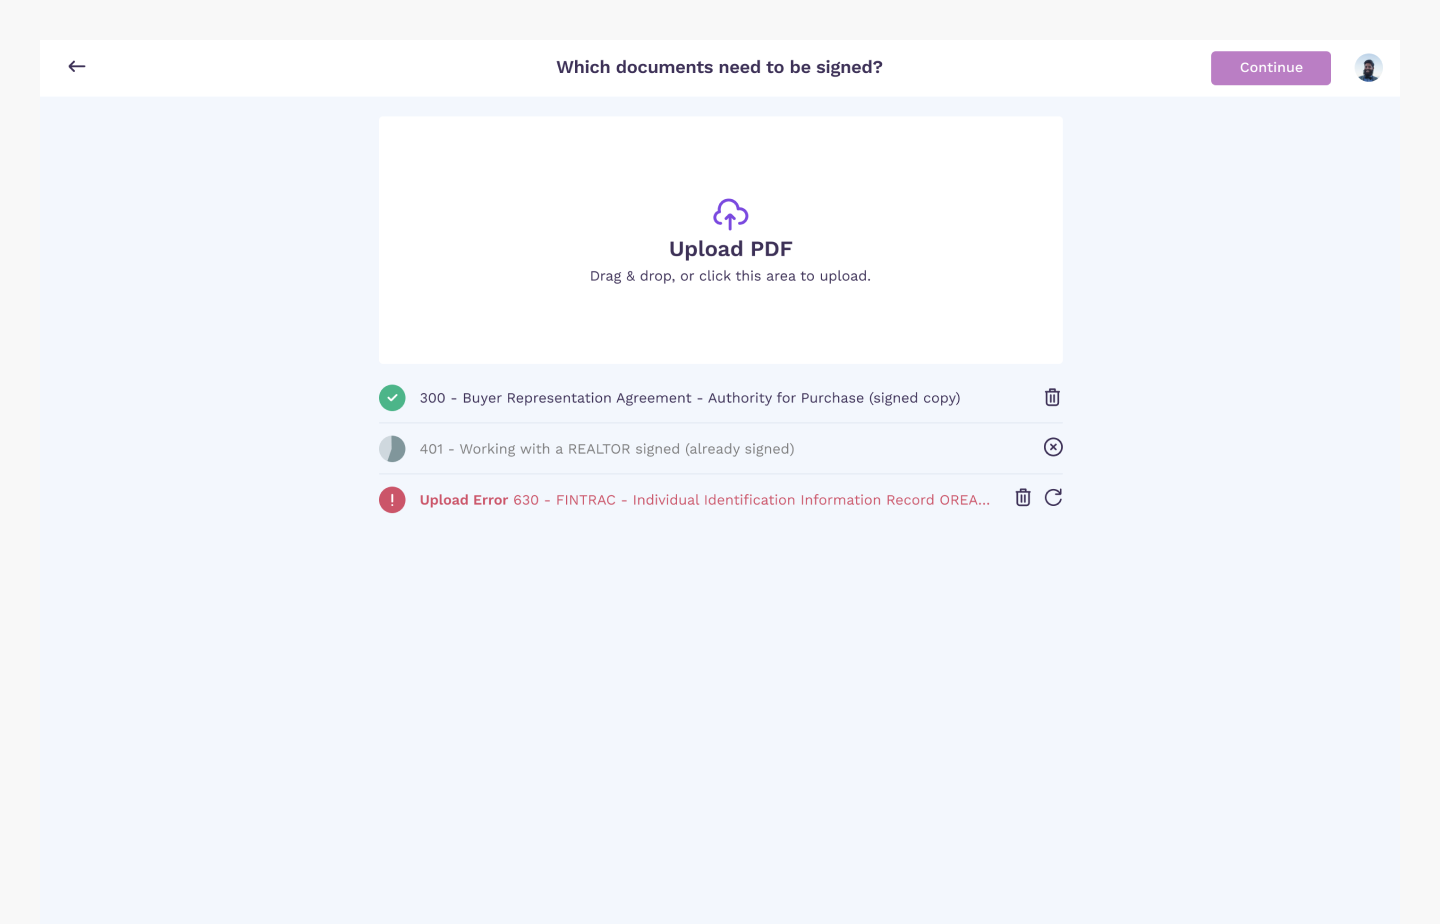 Which documents need to be signed?
Continue
Upload PDF
Drag & drop, or click this area to upload.
300 - Buyer Representation Agreement - Authority for Purchase (signed copy)
401 - Working with a REALTOR signed (already signed)
Upload Error 630 - FINTRAC - Individual Identification Information Record OREA...